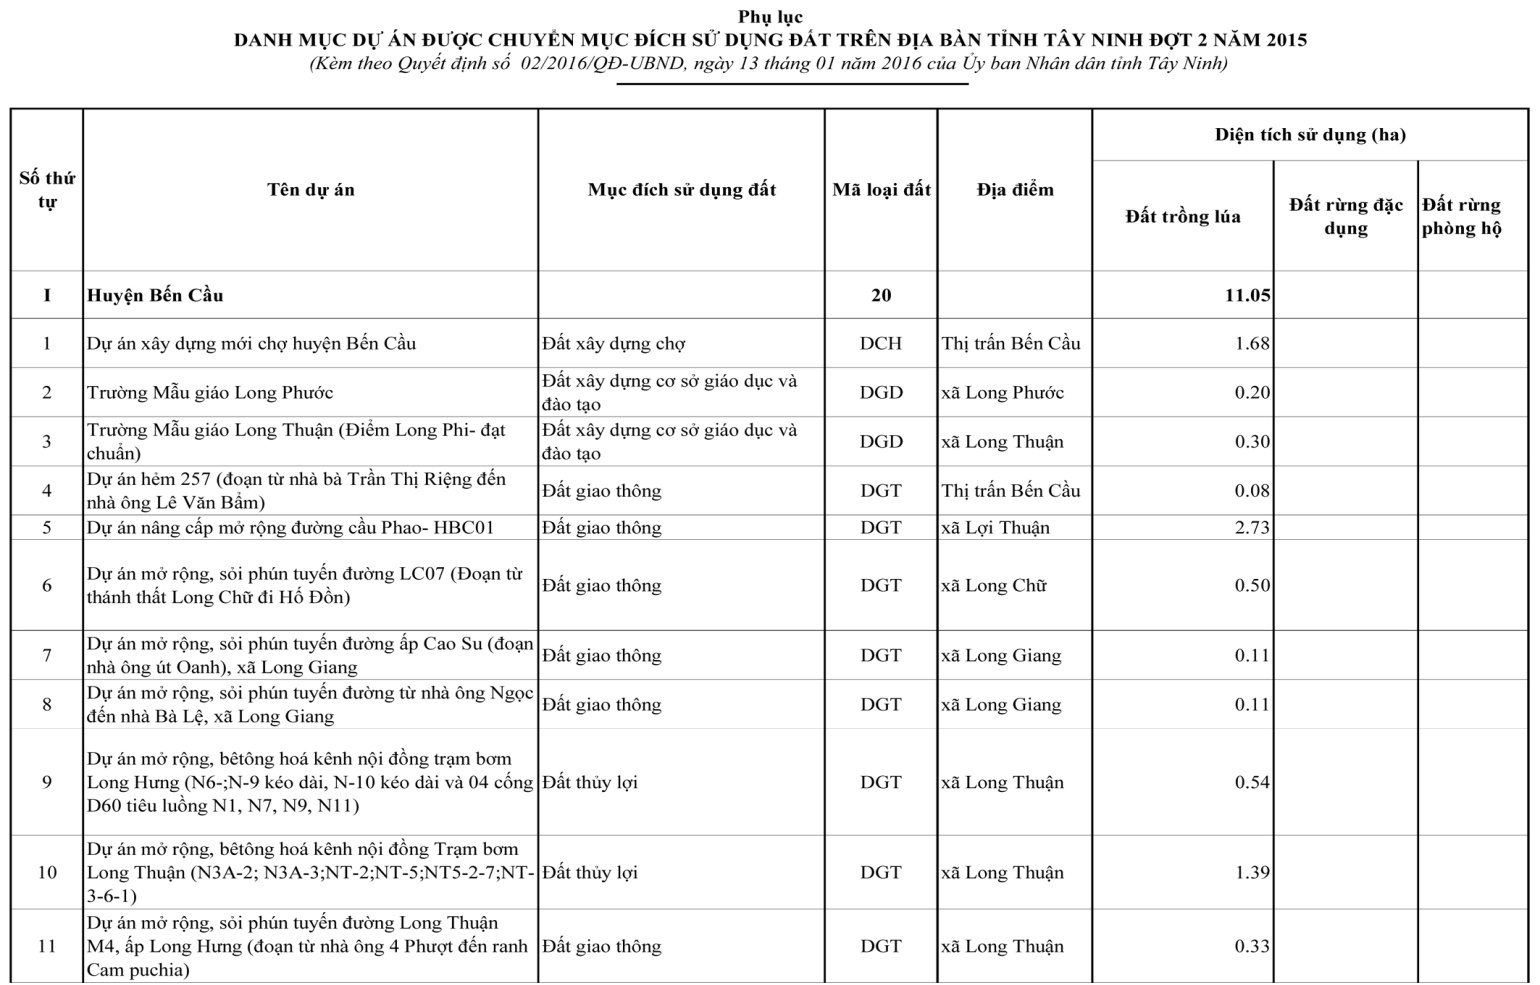 Phụ lục
DANH MỤC DỰ ÁN ĐƯỢC CHUYỂN MỤC ĐÍCH SỬ DỤNG ĐẤT TRÊN ĐỊA BÀN TỈNH TÂY NINH ĐỢT 2 NĂM 2015
(Kèm theo Quyết định số 02/2016/QĐ-UBND, ngày 13 tháng 01 năm 2016 của Ủy ban Nhân dân tỉnh Tây Ninh)
Số thứ tự
Tên dự án
Mục đích sử dụng đất
Mã loại đất
Địa điểm
Diện tích sử dụng (ha)
Đất trồng lúa
Đất rừng đặc dụng
Đất rừng phòng hộ
I Huyện Bến Cầu 20 11.05
1 Dự án xây dựng mới chợ huyện Bến Cầu Đất xây dựng chợ DCH Thị trấn Bến Cầu 1.68
2 Trường Mẫu giáo Long Phước Đất xây dựng cơ sở giáo dục và
đào tạo DGD xã Long Phước 0.20
3 Trường Mẫu giáo Long Thuận (Điểm Long Phi- đạt
chuẩn) Đất xây dựng cơ sở giáo dục và
đào tạo DGD xã Long Thuận 0.30
4 Dự án hẻm 257 (đoạn từ nhà bà Trần Thị Riệng đến
nhà ông Lê Văn Bẩm) Đất giao thông DGT Thị trấn Bến Cầu 0.08
5 Dự án nâng cấp mở rộng đường cầu Phao- HBC01 Đất giao thông DGT xã Lợi Thuận 2.73
6 Dự án mở rộng, sỏi phún tuyến đường LC07 (Đoạn từ
thánh thất Long Chữ đi Hố Đồn) Đất giao thông DGT xã Long Chữ 0.50
7 Dự án mở rộng, sỏi phún tuyến đường ấp Cao Su (đoạn
nhà ông út Oanh), xã Long Giang Đất giao thông DGT xã Long Giang 0.11
8 Dự án mở rộng, sỏi phún tuyến đường từ nhà ông Ngọc
đến nhà Bà Lệ, xã Long Giang Đất giao thông DGT xã Long Giang 0.11
9 Dự án mở rộng, bêtông hoá kênh nội đồng trạm bơm
Long Hưng (N6-;N-9 kéo dài, N-10 kéo dài và 04 cống
D60 tiêu luồng N1, N7, N9, N11) Đất thủy lợi DGT xã Long Thuận 0.54
10 Dự án mở rộng, bêtông hoá kênh nội đồng Trạm bơm
Long Thuận (N3A-2; N3A-3;NT-2;NT-5;NT5-2-7;NT-
3-6-1) Đất thủy lợi DGT xã Long Thuận 1.39
11 Dự án mở rộng, sỏi phún tuyến đường Long Thuận
M4, ấp Long Hưng (đoạn từ nhà ông 4 Phượt đến ranh
Cam puchia) Đất giao thông DGT xã Long Thuận 0.33